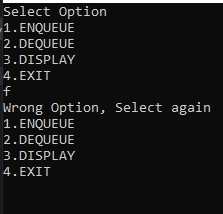 Select Option
1.ENQUEUE
2.DEQUEUE
3.DISPLAY
4.EXIT
f
Wrong Option, Select again
1.ENQUEUE
2.DEQUEUE
3.DISPLAY
4.EXIT